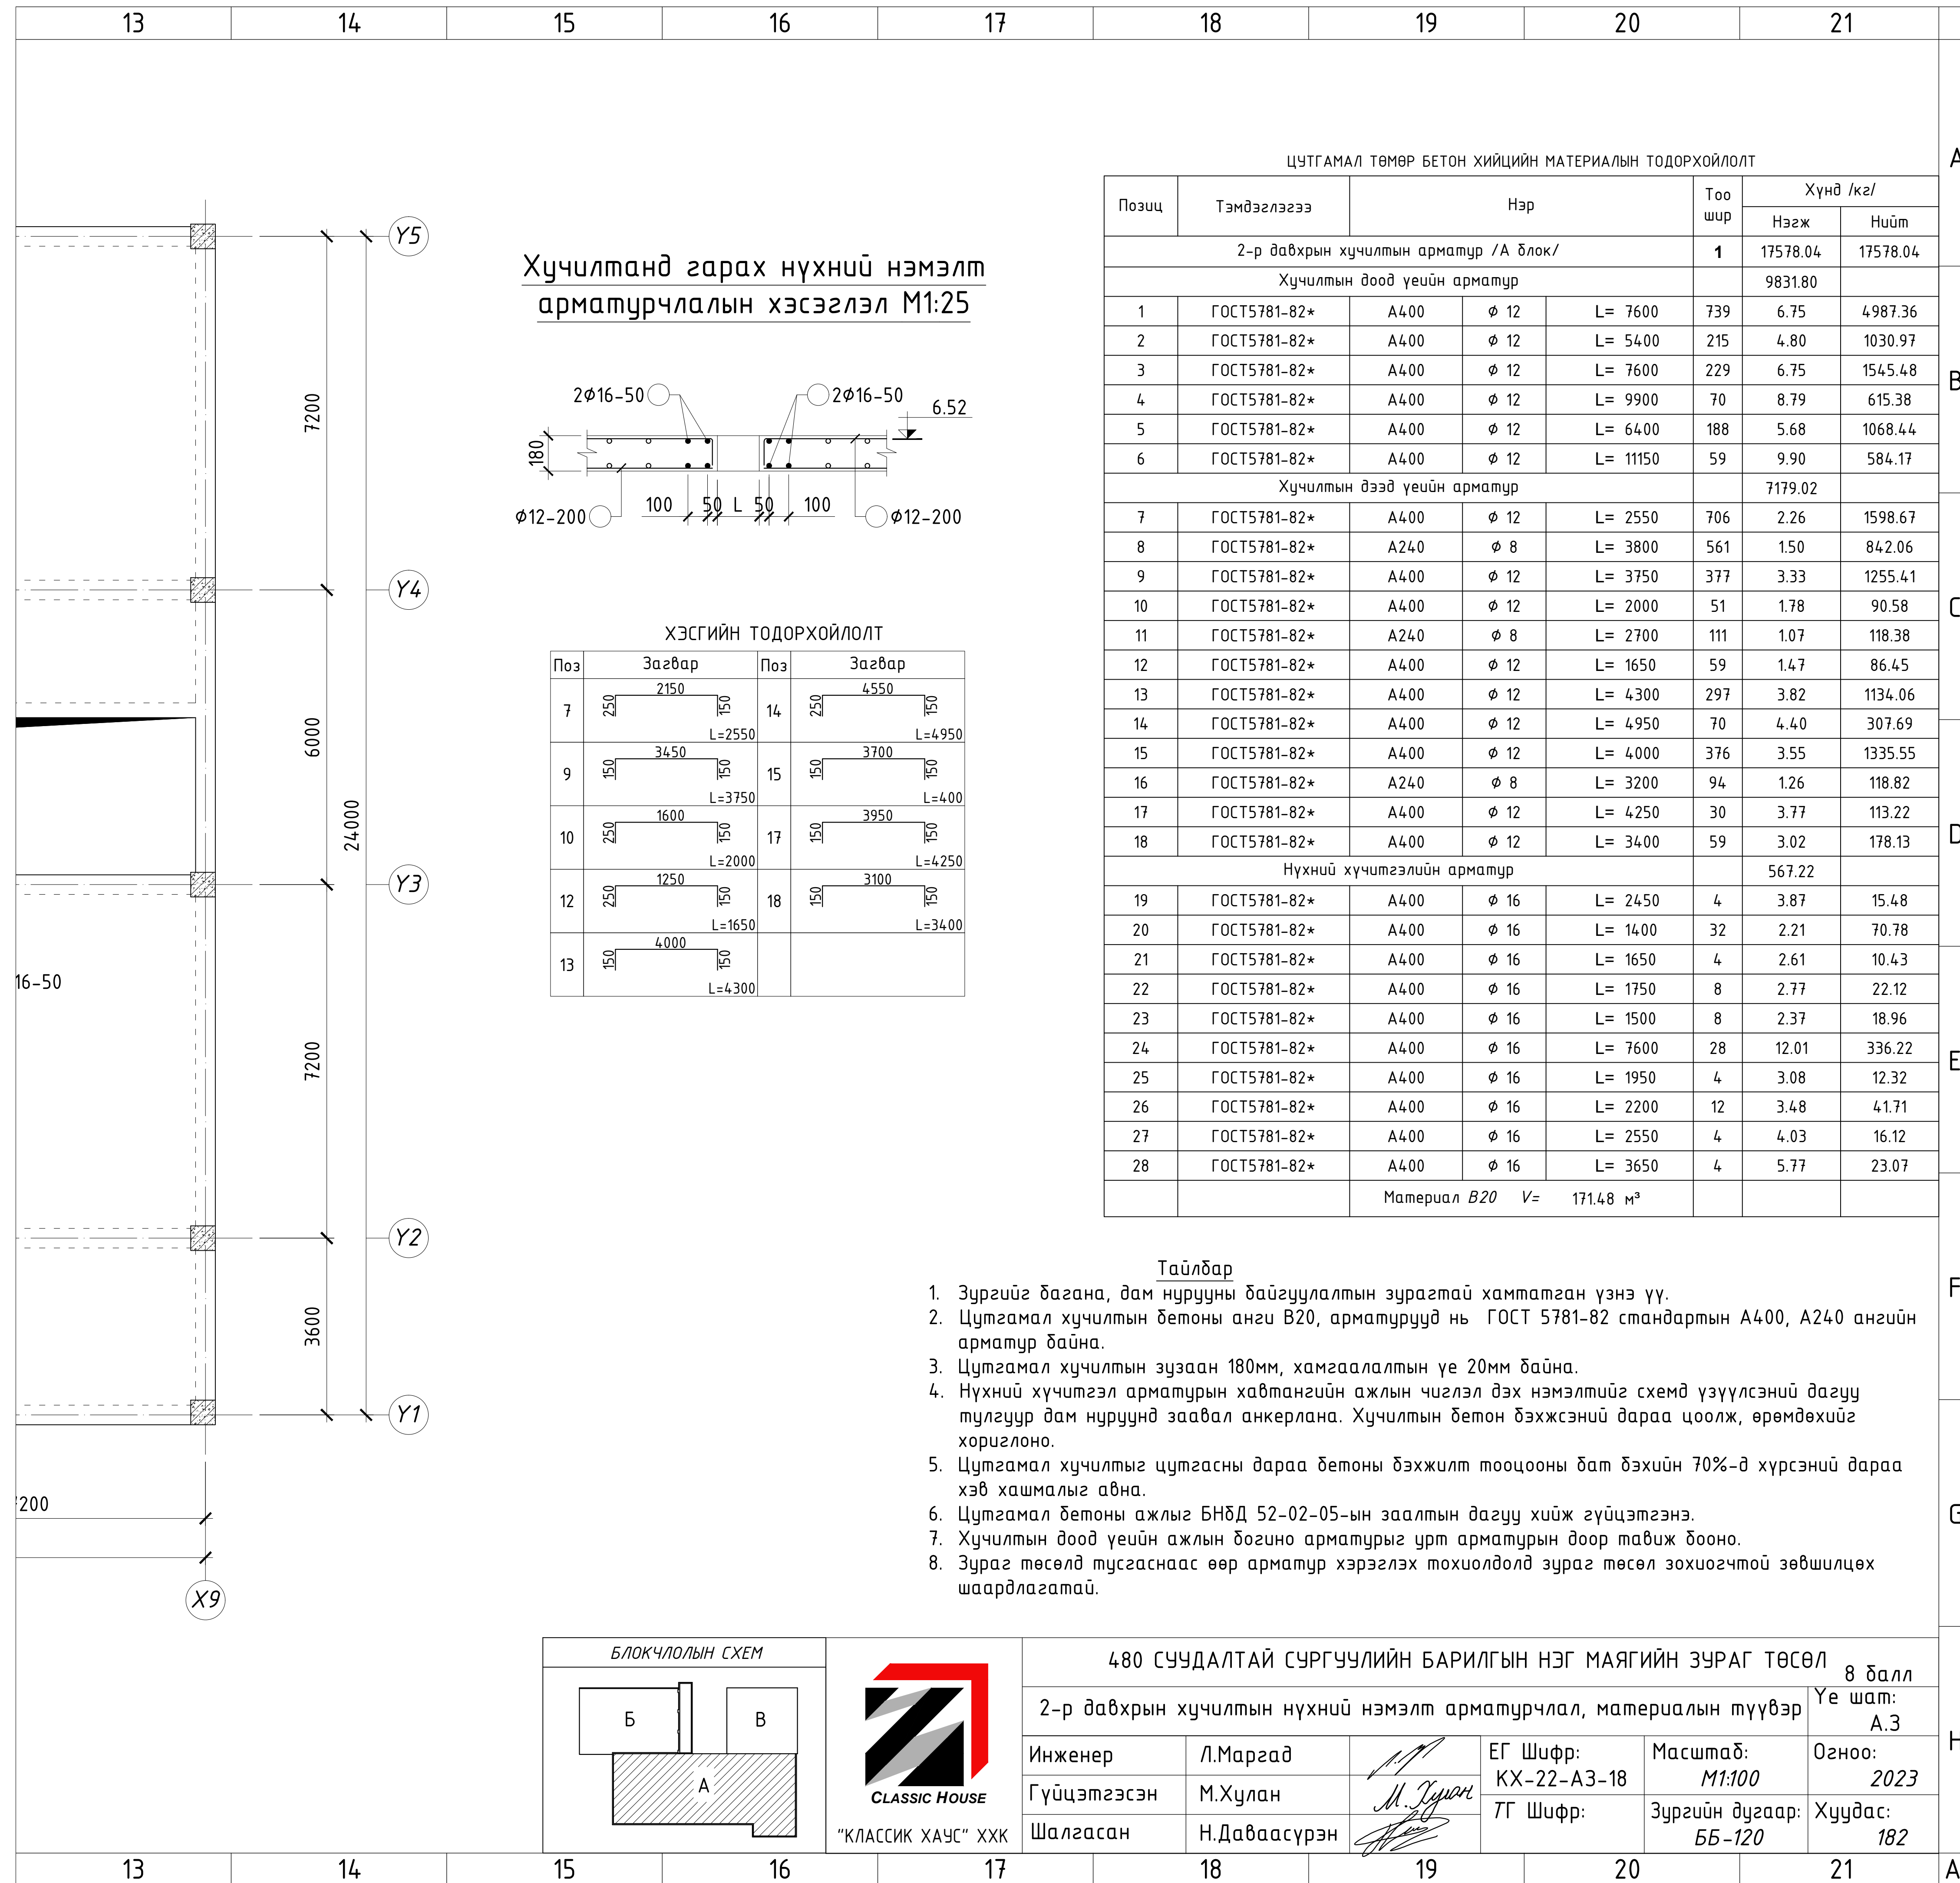 13 14 15 16 17 18 19 20 21
A
B
C
D
E
F
G
H
Y5
7200
Y4
6000
24000
Y3
16-50
7200
Y2
3600
Y1
200
X9
Хучилтанд гарах нүхний нэмэлт
арматурчлалын хэсэглэл М1:25
2ϕ16-50 2ϕ16-50 6.52
180
100 50 L 50 100
ϕ12-200 ϕ12-200
ХЭСГИЙН ТОДОРХОЙЛОЛТ
Поз Загвар Поз Загвар
7 250 2150 150 L=2550 14 250 4550 150 L=4950
9 150 3450 150 L=3750 15 150 3700 150 L=400
10 250 1600 150 L=2000 17 150 3950 150 L=4250
12 250 1250 150 L=1650 18 150 3100 150 L=3400
13 150 4000 150 L=4300
ЦУТГАМАЛ ТӨМӨР БЕТОН ХИЙЦИЙН МАТЕРИАЛЫН ТОДОРХОЙЛОЛТ
Позиц Тэмдэглэгээ Нэр Тоо шир Хүнд /кг/
Нэгж Нийт
2-р давхрын хучилтын арматур /А блок/ 1 17578.04 17578.04
Хучилтын доод үеийн арматур 9831.80
1 ГОСТ5781-82* А400 ϕ 12 L= 7600 739 6.75 4987.36
2 ГОСТ5781-82* А400 ϕ 12 L= 5400 215 4.80 1030.97
3 ГОСТ5781-82* А400 ϕ 12 L= 7600 229 6.75 1545.48
4 ГОСТ5781-82* А400 ϕ 12 L= 9900 70 8.79 615.38
5 ГОСТ5781-82* А400 ϕ 12 L= 6400 188 5.68 1068.44
6 ГОСТ5781-82* А400 ϕ 12 L= 11150 59 9.90 584.17
Хучилтын дээд үеийн арматур 7179.02
7 ГОСТ5781-82* А400 ϕ 12 L= 2550 706 2.26 1598.67
8 ГОСТ5781-82* А240 ϕ 8 L= 3800 561 1.50 842.06
9 ГОСТ5781-82* А400 ϕ 12 L= 3750 377 3.33 1255.41
10 ГОСТ5781-82* А400 ϕ 12 L= 2000 51 1.78 90.58
11 ГОСТ5781-82* А240 ϕ 8 L= 2700 111 1.07 118.38
12 ГОСТ5781-82* А400 ϕ 12 L= 1650 59 1.47 86.45
13 ГОСТ5781-82* А400 ϕ 12 L= 4300 297 3.82 1134.06
14 ГОСТ5781-82* А400 ϕ 12 L= 4950 70 4.40 307.69
15 ГОСТ5781-82* А400 ϕ 12 L= 4000 376 3.55 1335.55
16 ГОСТ5781-82* А240 ϕ 8 L= 3200 94 1.26 118.82
17 ГОСТ5781-82* А400 ϕ 12 L= 4250 30 3.77 113.22
18 ГОСТ5781-82* А400 ϕ 12 L= 3400 59 3.02 178.13
Нүхний хүчитгэлийн арматур 567.22
19 ГОСТ5781-82* А400 ϕ 16 L= 2450 4 3.87 15.48
20 ГОСТ5781-82* А400 ϕ 16 L= 1400 32 2.21 70.78
21 ГОСТ5781-82* А400 ϕ 16 L= 1650 4 2.61 10.43
22 ГОСТ5781-82* А400 ϕ 16 L= 1750 8 2.77 22.12
23 ГОСТ5781-82* А400 ϕ 16 L= 1500 8 2.37 18.96
24 ГОСТ5781-82* А400 ϕ 16 L= 7600 28 12.01 336.22
25 ГОСТ5781-82* А400 ϕ 16 L= 1950 4 3.08 12.32
26 ГОСТ5781-82* А400 ϕ 16 L= 2200 12 3.48 41.71
27 ГОСТ5781-82* А400 ϕ 16 L= 2550 4 4.03 16.12
28 ГОСТ5781-82* А400 ϕ 16 L= 3650 4 5.77 23.07
Материал В20 V= 171.48 м³
Тайлбар
1. Зургийг багана, дам нурууны байгуулалтын зурагтай хамтатган үзнэ үү.
2. Цутгамал хучилтын бетоны анги В20, арматурууд нь ГОСТ 5781-82 стандартын А400, А240 ангийн
арматур байна.
3. Цутгамал хучилтын зузаан 180мм, хамгаалалтын үе 20мм байна.
4. Нүхний хүчитгэл арматурын хавтангийн ажлын чиглэл дэх нэмэлтийг схемд үзүүлсэний дагуу
тулгуур дам нуруунд заавал анкерлана. Хучилтын бетон бэхжсэний дараа цоолж, өрөмдөхийг
хориглоно.
5. Цутгамал хучилтыг цутгасны дараа бетоны бэхжилт тооцооны бат бэхийн 70%-д хүрсэний дараа
хэв хашмалыг авна.
6. Цутгамал бетоны ажлыг БНбД 52-02-05-ын заалтын дагуу хийж гүйцэтгэнэ.
7. Хучилтын доод үеийн ажлын богино арматурыг урт арматурын доор тавиж бооно.
8. Зураг төсөлд тусгаснаас өөр арматур хэрэглэх тохиолдолд зураг төсөл зохиогчтой зөвшилцөх
шаардлагатай.
БЛОКЧЛОЛЫН СХЕМ
Б В
А
CLASSIC HOUSE
"КЛАССИК ХАУС" ХХК
480 СУУДАЛТАЙ СУРГУУЛИЙН БАРИЛГЫН НЭГ МАЯГИЙН ЗУРАГ ТӨСӨЛ 8 балл
2-р давхрын хучилтын нүхний нэмэлт арматурчлал, материалын түүвэр
Үе шат:
А.З
Инженер Л.Маргад
Гүйцэтгэсэн М.Хулан М. Хулан
Шалгасан Н.Даваасүрэн
ЕГ Шифр:
КХ-22-АЗ-18
ТГ Шифр:
Масштаб:
М1:100
Огноо:
2023
Зургийн дугаар:
ББ-120
Хуудас:
182
13 14 15 16 17 18 19 20 21 A